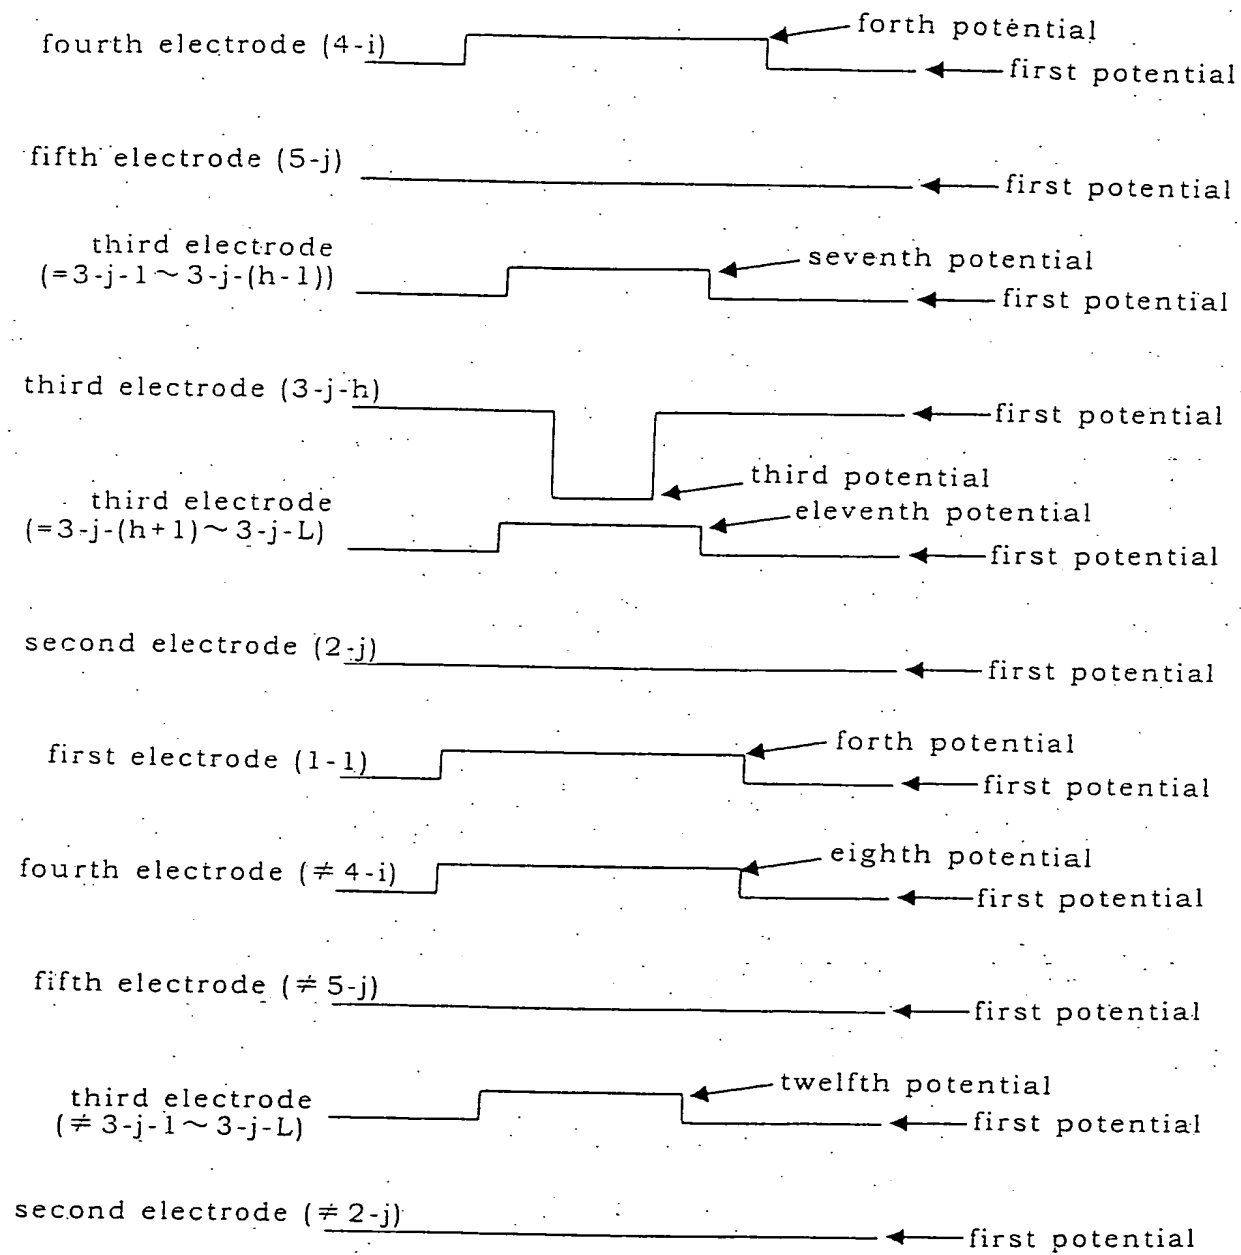 fourth electrode (4-i)
forth potential
first potential
fifth electrode (5-j)
first potential
third electrode
(=3-j-1～3-j-(h-1))
seventh potential
first potential
third electrode (3-j-h)
first potential
third potential
third electrode
(=3-j-(h+1)～3-j-L)
eleventh potential
first potential
second electrode (2-j)
first potential
first electrode (1-1)
forth potential
first potential
fourth electrode (≠4-i)
eighth potential
first potential
fifth electrode (≠5-j)
first potential
third electrode
(≠3-j-1～3-j-L)
twelfth potential
first potential
second electrode (≠2-j)
first potential